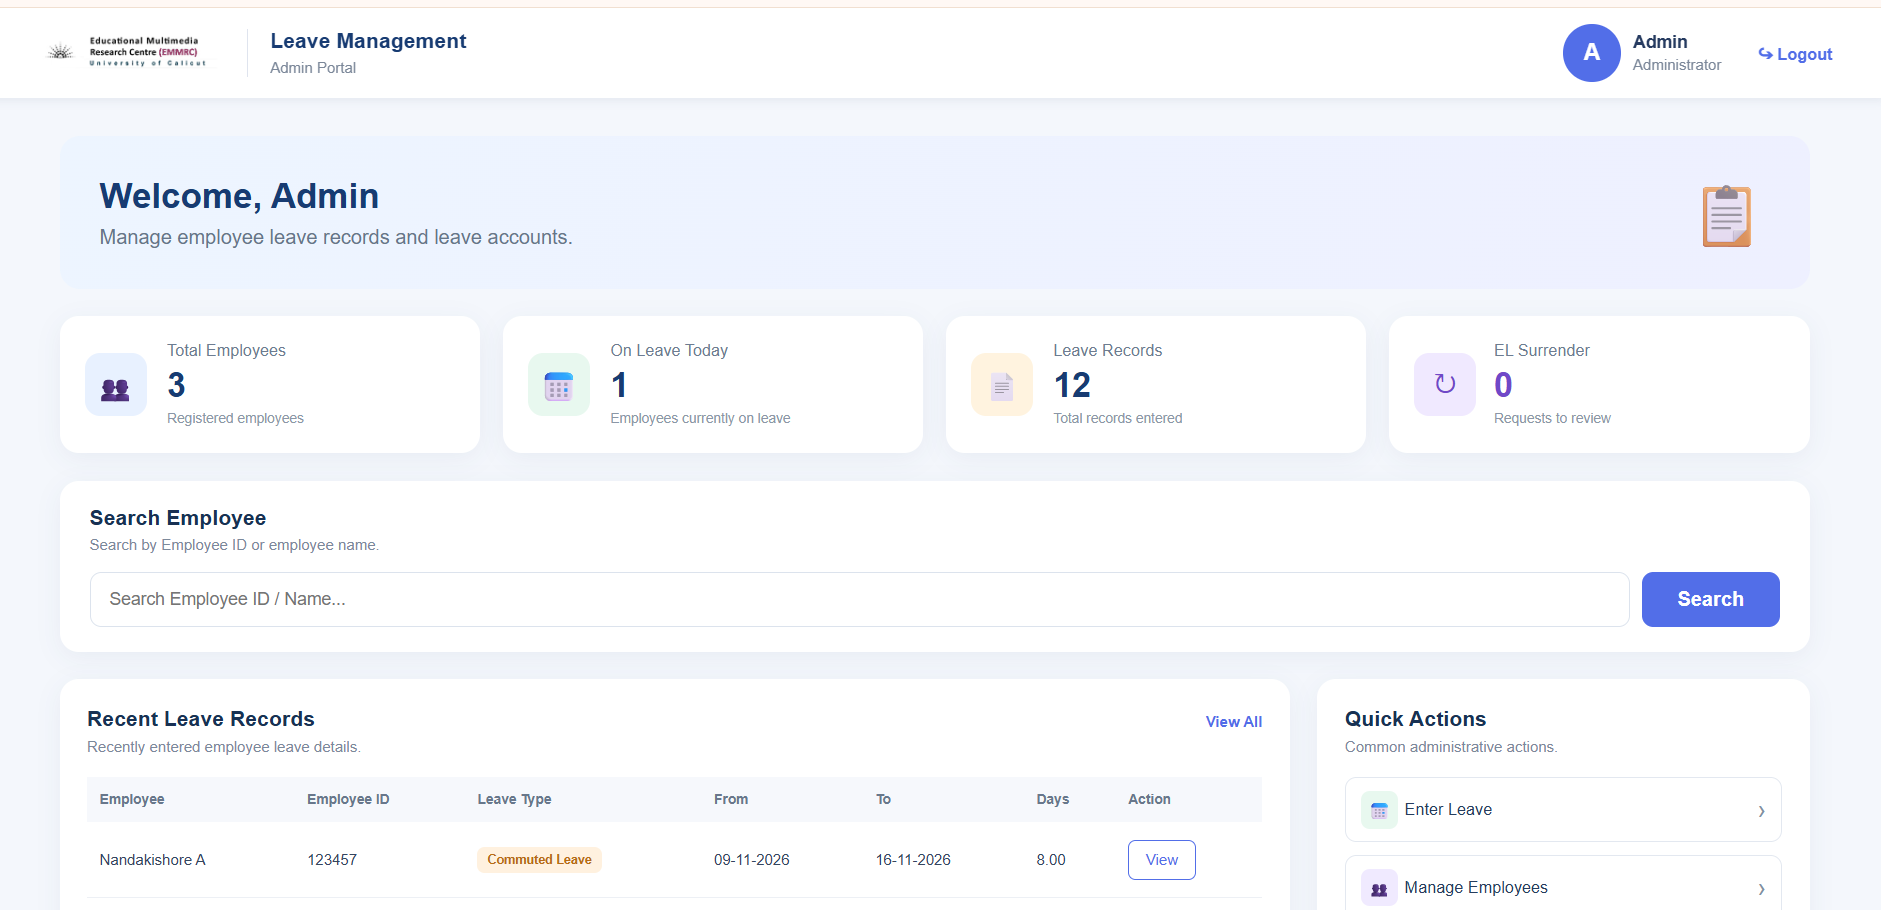 Educational Multimedia
Research Centre (EMMRC)
University of Calicut
Leave Management
Admin Portal
A
Admin
Administrator
↪ Logout
Welcome, Admin
Manage employee leave records and leave accounts.
Total Employees
3
Registered employees
On Leave Today
1
Employees currently on leave
Leave Records
12
Total records entered
EL Surrender
0
Requests to review
Search Employee
Search by Employee ID or employee name.
Search Employee ID / Name...
Search
Recent Leave Records
View All
Recently entered employee leave details.
Employee Employee ID Leave Type From To Days Action
Nandakishore A 123457 Commuted Leave 09-11-2026 16-11-2026 8.00 View
Quick Actions
Common administrative actions.
Enter Leave ›
Manage Employees ›